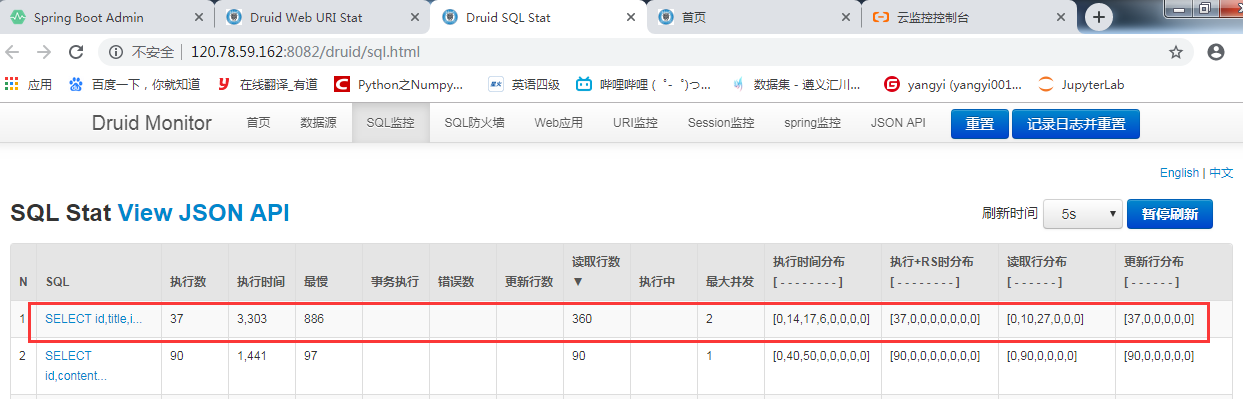 Spring Boot Admin
Druid Web URI Stat
Druid SQL Stat
首页
云监控控制台
不安全 | 120.78.59.162:8082/druid/sql.html
应用
百度一下，你就知道
在线翻译_有道
Python之Numpy...
英语四级
哔哩哔哩 ( ゜- ゜)つ...
数据集 - 遵义汇川...
yangyi (yangyi001...
JupyterLab
Druid Monitor 首页 数据源 SQL监控 SQL防火墙 Web应用 URI监控 Session监控 spring监控 JSON API 重置 记录日志并重置
English | 中文
SQL Stat View JSON API
刷新时间 5s 暂停刷新
N SQL 执行数 执行时间 最慢 事务执行 错误数 更新行数 读取行数 ▼ 执行中 最大并发 执行时间分布 [ - - - - - - - - ] 执行+RS时分布 [ - - - - - - - - ] 读取行分布 [ - - - - - - ] 更新行分布 [ - - - - - - ]
1 SELECT id,title,i... 37 3,303 886 360 2 [0,14,17,6,0,0,0,0] [37,0,0,0,0,0,0,0] [0,10,27,0,0,0] [37,0,0,0,0,0]
2 SELECT id,content... 90 1,441 97 90 1 [0,40,50,0,0,0,0,0] [90,0,0,0,0,0,0,0] [0,90,0,0,0,0] [90,0,0,0,0,0]